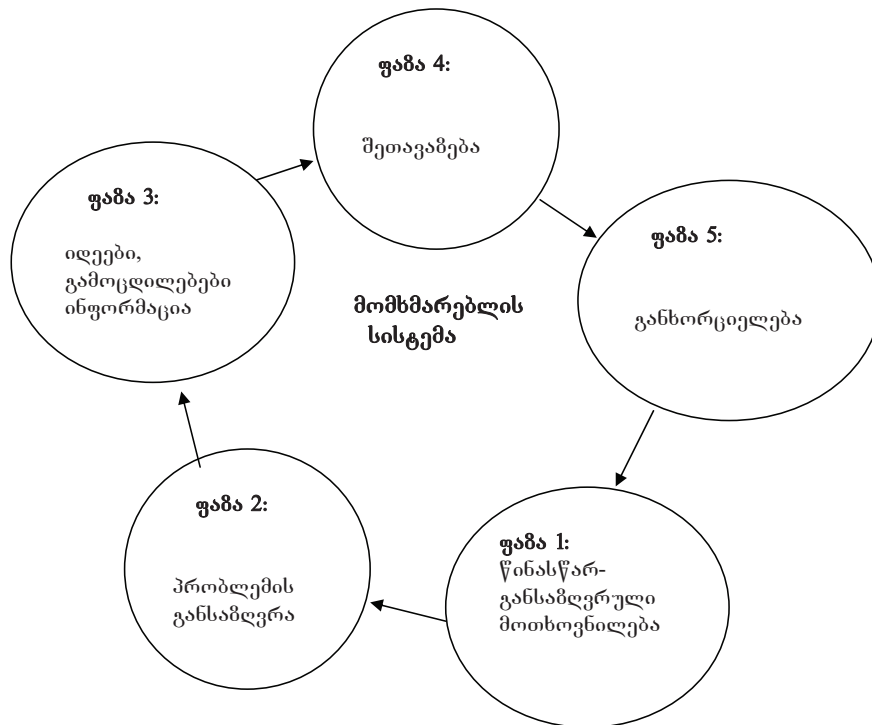 ფაზა 4:
შეთავაზება
ფაზა 3:
იდეები,
გამოცდილებები
ინფორმაცია
ფაზა 5:
განხორციელება
მომხმარებლის
სისტემა
ფაზა 2:
პრობლემის
განსაზღვრა
ფაზა 1:
წინასწარ-
განსაზღვრული
მოთხოვნილება